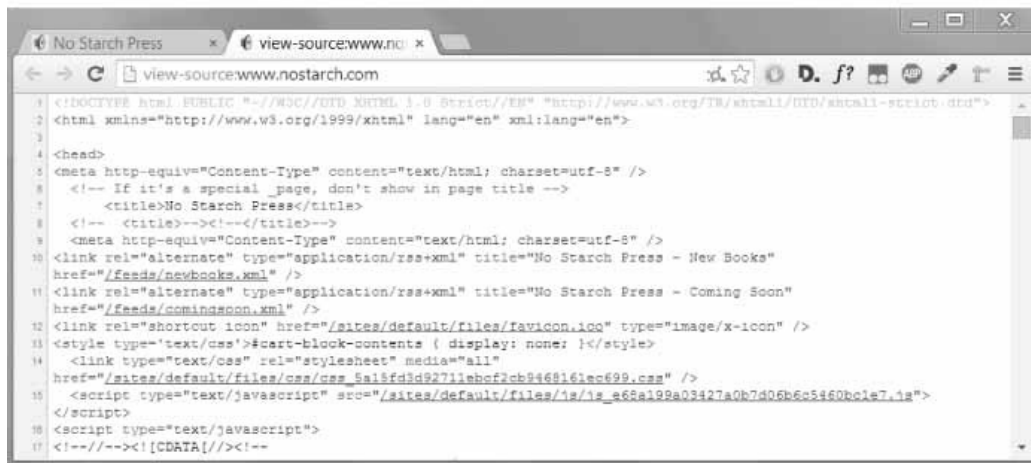 No Starch Press × view-source:www.no ×
view-source:www.nostarch.com D. f? ABP
1 <!DOCTYPE html PUBLIC "-//W3C//DTD XHTML 1.0 Strict//EN" "http://www.w3.org/TR/xhtml1/DTD/xhtml1-strict.dtd">
2 <html xmlns="http://www.w3.org/1999/xhtml" lang="en" xml:lang="en">
3
4 <head>
5 <meta http-equiv="Content-Type" content="text/html; charset=utf-8" />
6 <!-- If it's a special _page, don't show in page title -->
7 <title>No Starch Press</title>
8 <!-- <title>--><!--</title>-->
9 <meta http-equiv="Content-Type" content="text/html; charset=utf-8" />
10 <link rel="alternate" type="application/rss+xml" title="No Starch Press - New Books"
href="/feeds/newbooks.xml" />
11 <link rel="alternate" type="application/rss+xml" title="No Starch Press - Coming Soon"
href="/feeds/comingsoon.xml" />
12 <link rel="shortcut icon" href="/sites/default/files/favicon.ico" type="image/x-icon" />
13 <style type='text/css'>#cart-block-contents { display: none; }</style>
14 <link type="text/css" rel="stylesheet" media="all"
href="/sites/default/files/css/css_5a15fd3d92711ebcf2cb9468161ec699.css" />
15 <script type="text/javascript" src="/sites/default/files/js/js_e68a199a03427a0b7d06b6c5460bc1e7.js">
</script>
16 <script type="text/javascript">
17 <!--//--><![CDATA[//><!--